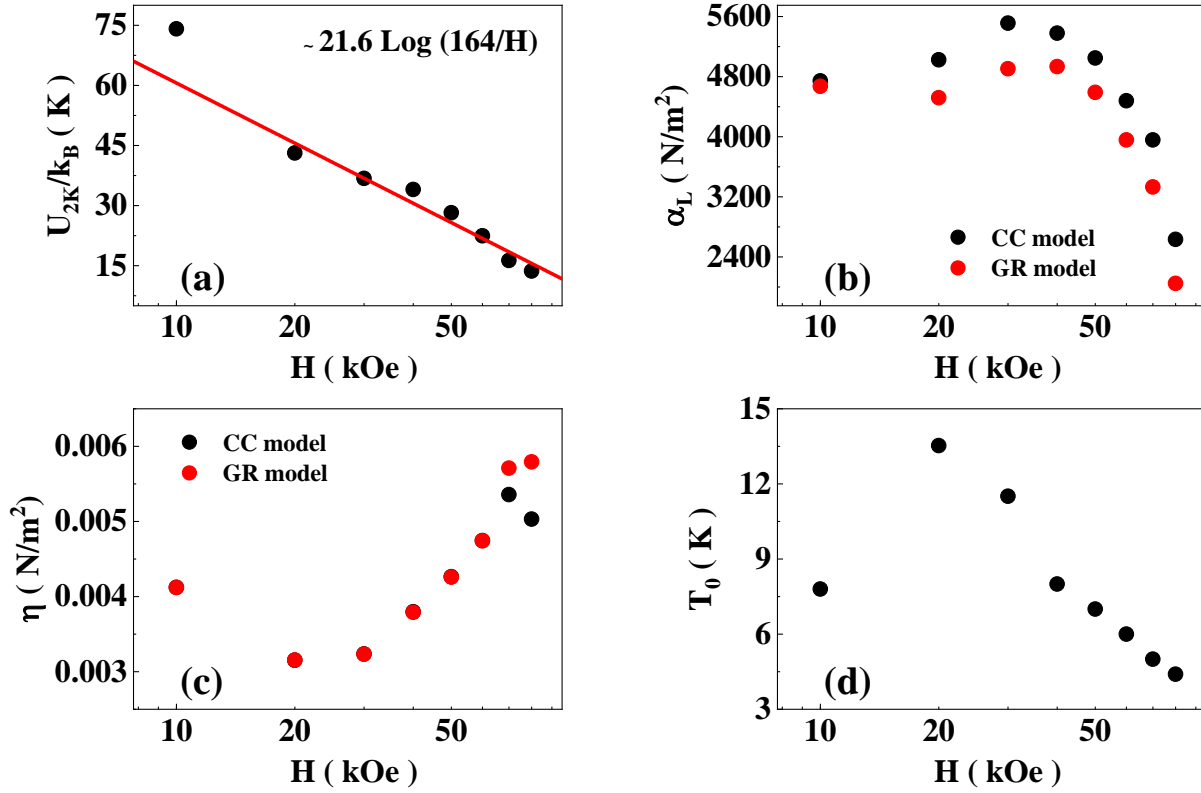 75
60
45
30
15
U2K/kB ( K )
~ 21.6 Log (164/H)
(a)
10
20
50
H ( kOe )
5600
4800
4000
3200
2400
αL ( N/m2 )
CC model
GR model
(b)
10
20
50
H ( kOe )
0.006
0.005
0.004
0.003
η ( N/m2 )
CC model
GR model
(c)
10
20
50
H ( kOe )
15
12
9
6
3
T0 ( K )
(d)
10
20
50
H ( kOe )